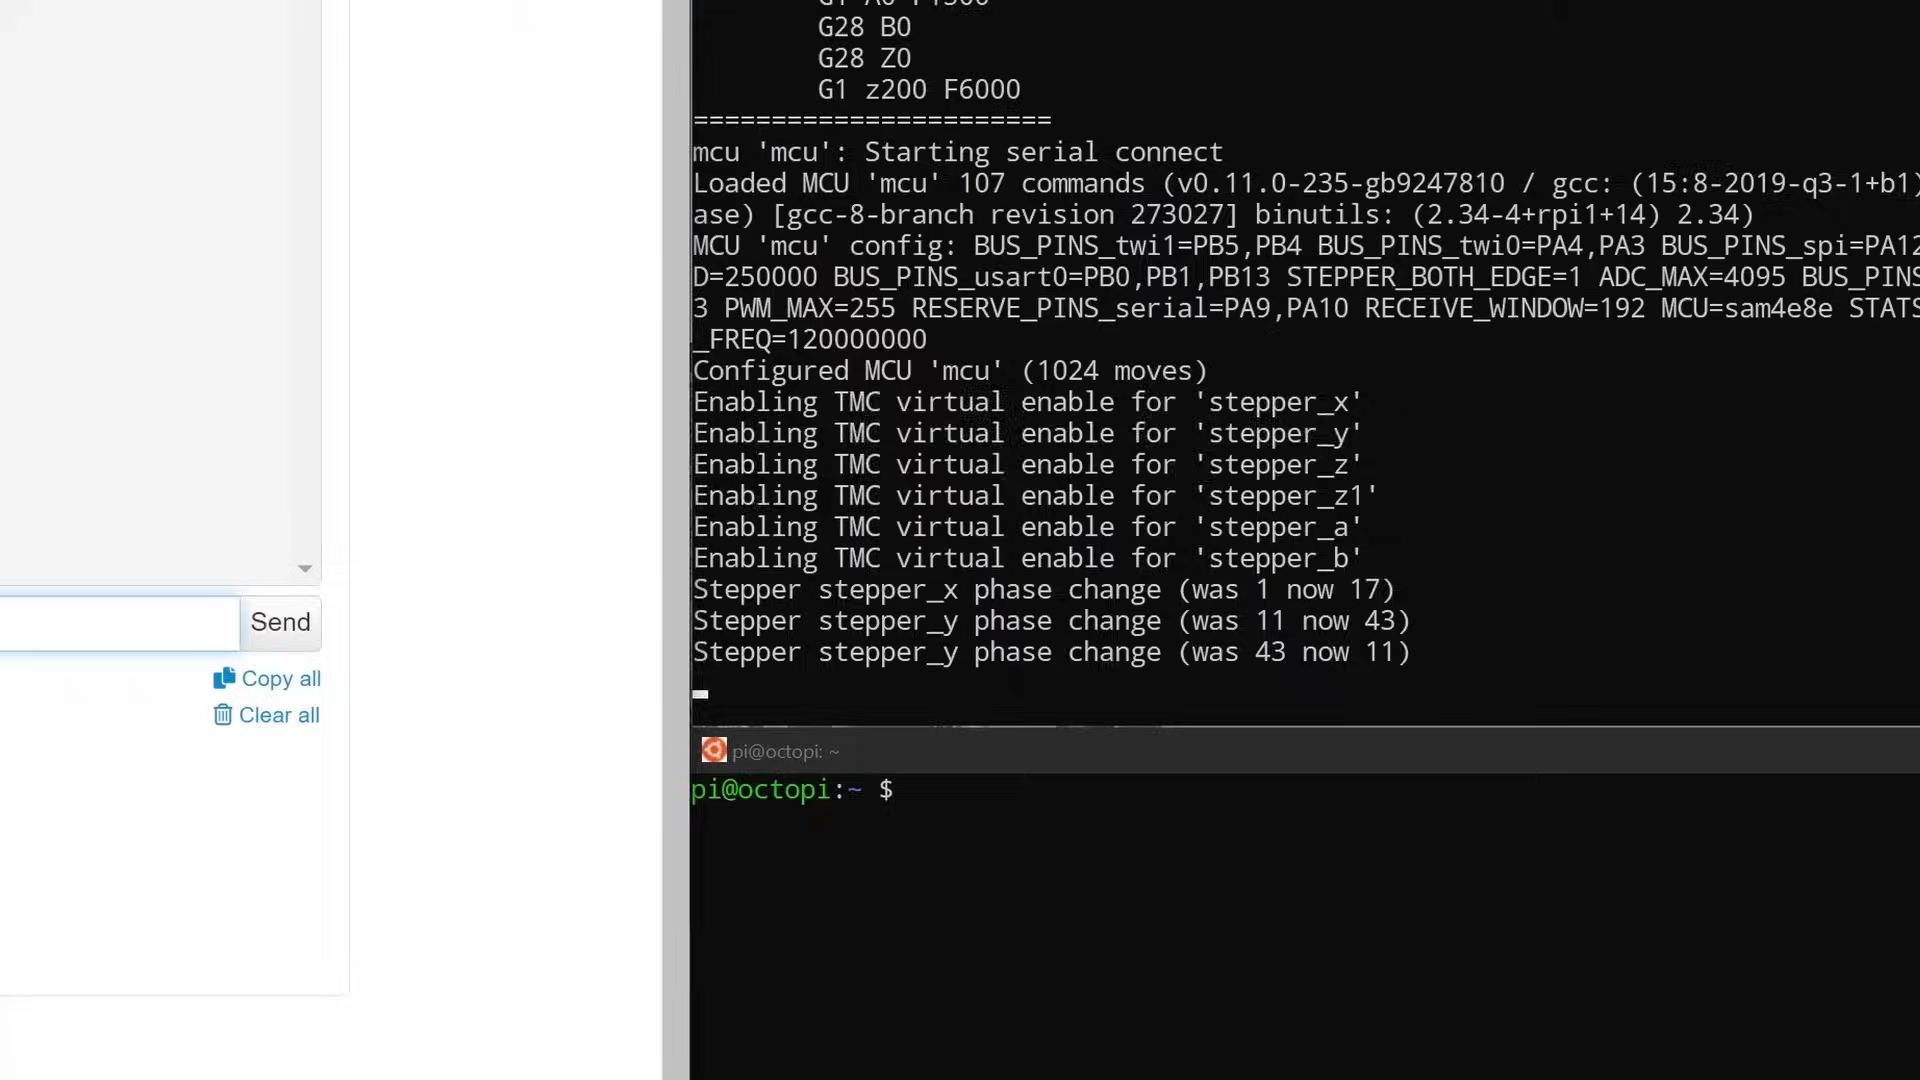 Send
Copy all
Clear all
G28 B0
G28 Z0
G1 z200 F6000
=======================
mcu 'mcu': Starting serial connect
Loaded MCU 'mcu' 107 commands (v0.11.0-235-gb9247810 / gcc: (15:8-2019-q3-1+b1)
ase) [gcc-8-branch revision 273027] binutils: (2.34-4+rpi1+14) 2.34)
MCU 'mcu' config: BUS_PINS_twi1=PB5,PB4 BUS_PINS_twi0=PA4,PA3 BUS_PINS_spi=PA12
D=250000 BUS_PINS_usart0=PB0,PB1,PB13 STEPPER_BOTH_EDGE=1 ADC_MAX=4095 BUS_PINS
3 PWM_MAX=255 RESERVE_PINS_serial=PA9,PA10 RECEIVE_WINDOW=192 MCU=sam4e8e STATS
_FREQ=120000000
Configured MCU 'mcu' (1024 moves)
Enabling TMC virtual enable for 'stepper_x'
Enabling TMC virtual enable for 'stepper_y'
Enabling TMC virtual enable for 'stepper_z'
Enabling TMC virtual enable for 'stepper_z1'
Enabling TMC virtual enable for 'stepper_a'
Enabling TMC virtual enable for 'stepper_b'
Stepper stepper_x phase change (was 1 now 17)
Stepper stepper_y phase change (was 11 now 43)
Stepper stepper_y phase change (was 43 now 11)
pi@octopi: ~
pi@octopi:~ $